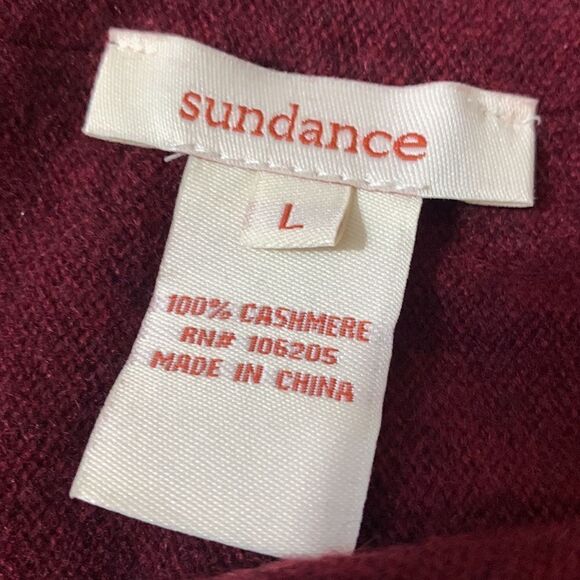 sundance
L
100% CASHMERE
RN# 106205
MADE IN CHINA